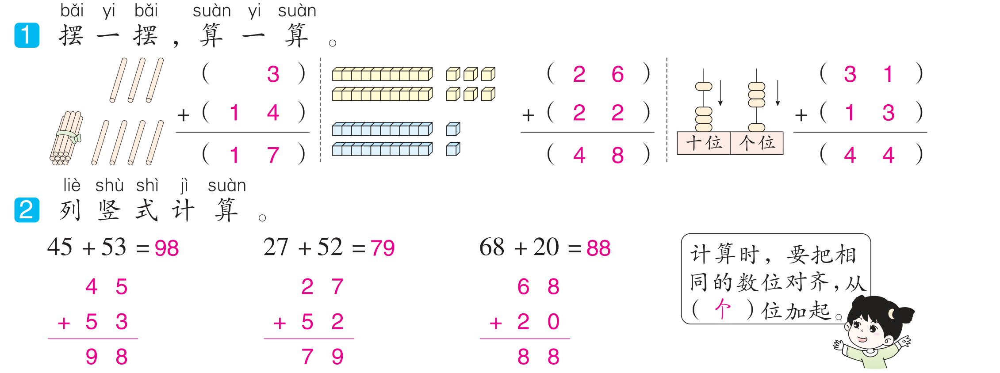 bǎi yi bǎi suàn yi suàn
1 摆一摆，算一算。
( 3 ) ( 2 6 ) ( 3 1 )
+ ( 1 4 ) + ( 2 2 ) + ( 1 3 )
( 1 7 ) ( 4 8 ) ( 4 4 )
十位 个位
liè shù shì jì suàn
2 列竖式计算。
45 + 53 = 98 27 + 52 = 79 68 + 20 = 88
4 5 2 7 6 8
+ 5 3 + 5 2 + 2 0
9 8 7 9 8 8
计算时，要把相
同的数位对齐，从
( 个 )位加起。